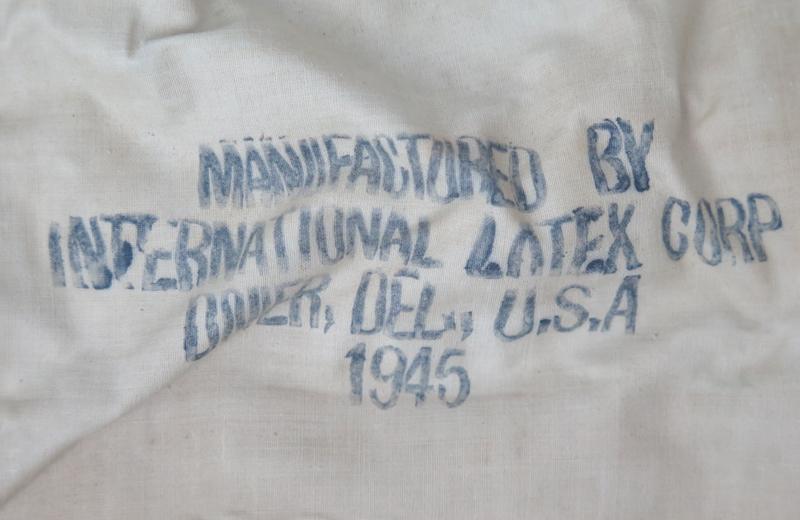 MANUFACTURED BY
INTERNATIONAL LATEX CORP
DOVER, DEL., U.S.A
1945